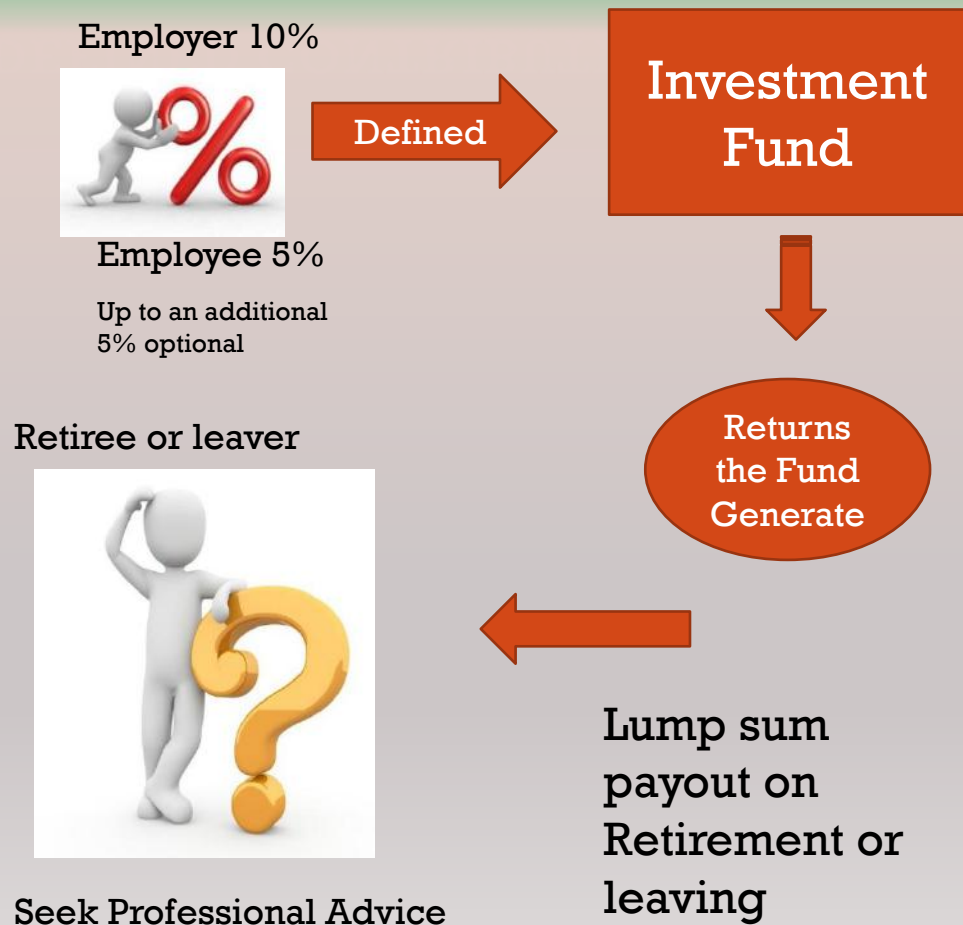 Employer 10%
Defined
Investment
Fund
%
Employee 5%
Up to an additional
5% optional
Returns
the Fund
Generate
Retiree or leaver
?
Lump sum
payout on
Retirement or
leaving
Seek Professional Advice